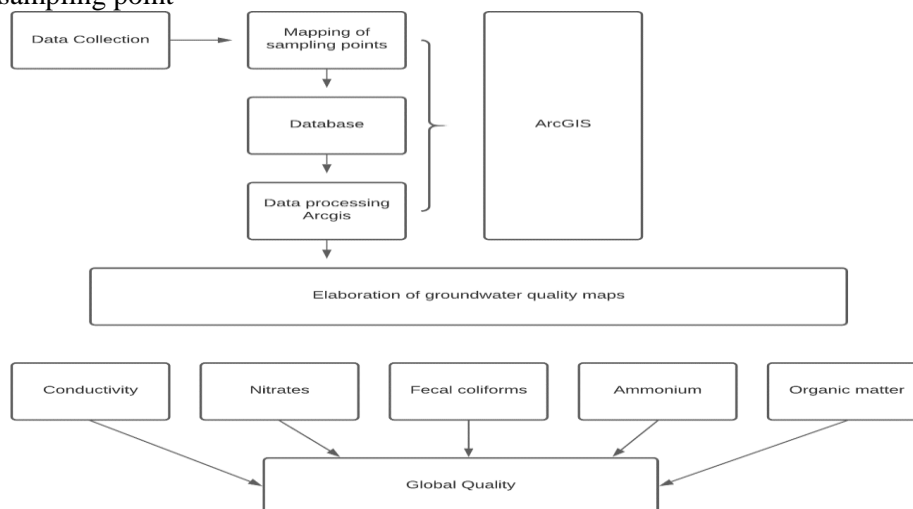 sampling point
Data Collection
Mapping of
sampling points
Database
Data processing
Arcgis
ArcGIS
Elaboration of groundwater quality maps
Conductivity
Nitrates
Fecal coliforms
Ammonium
Organic matter
Global Quality